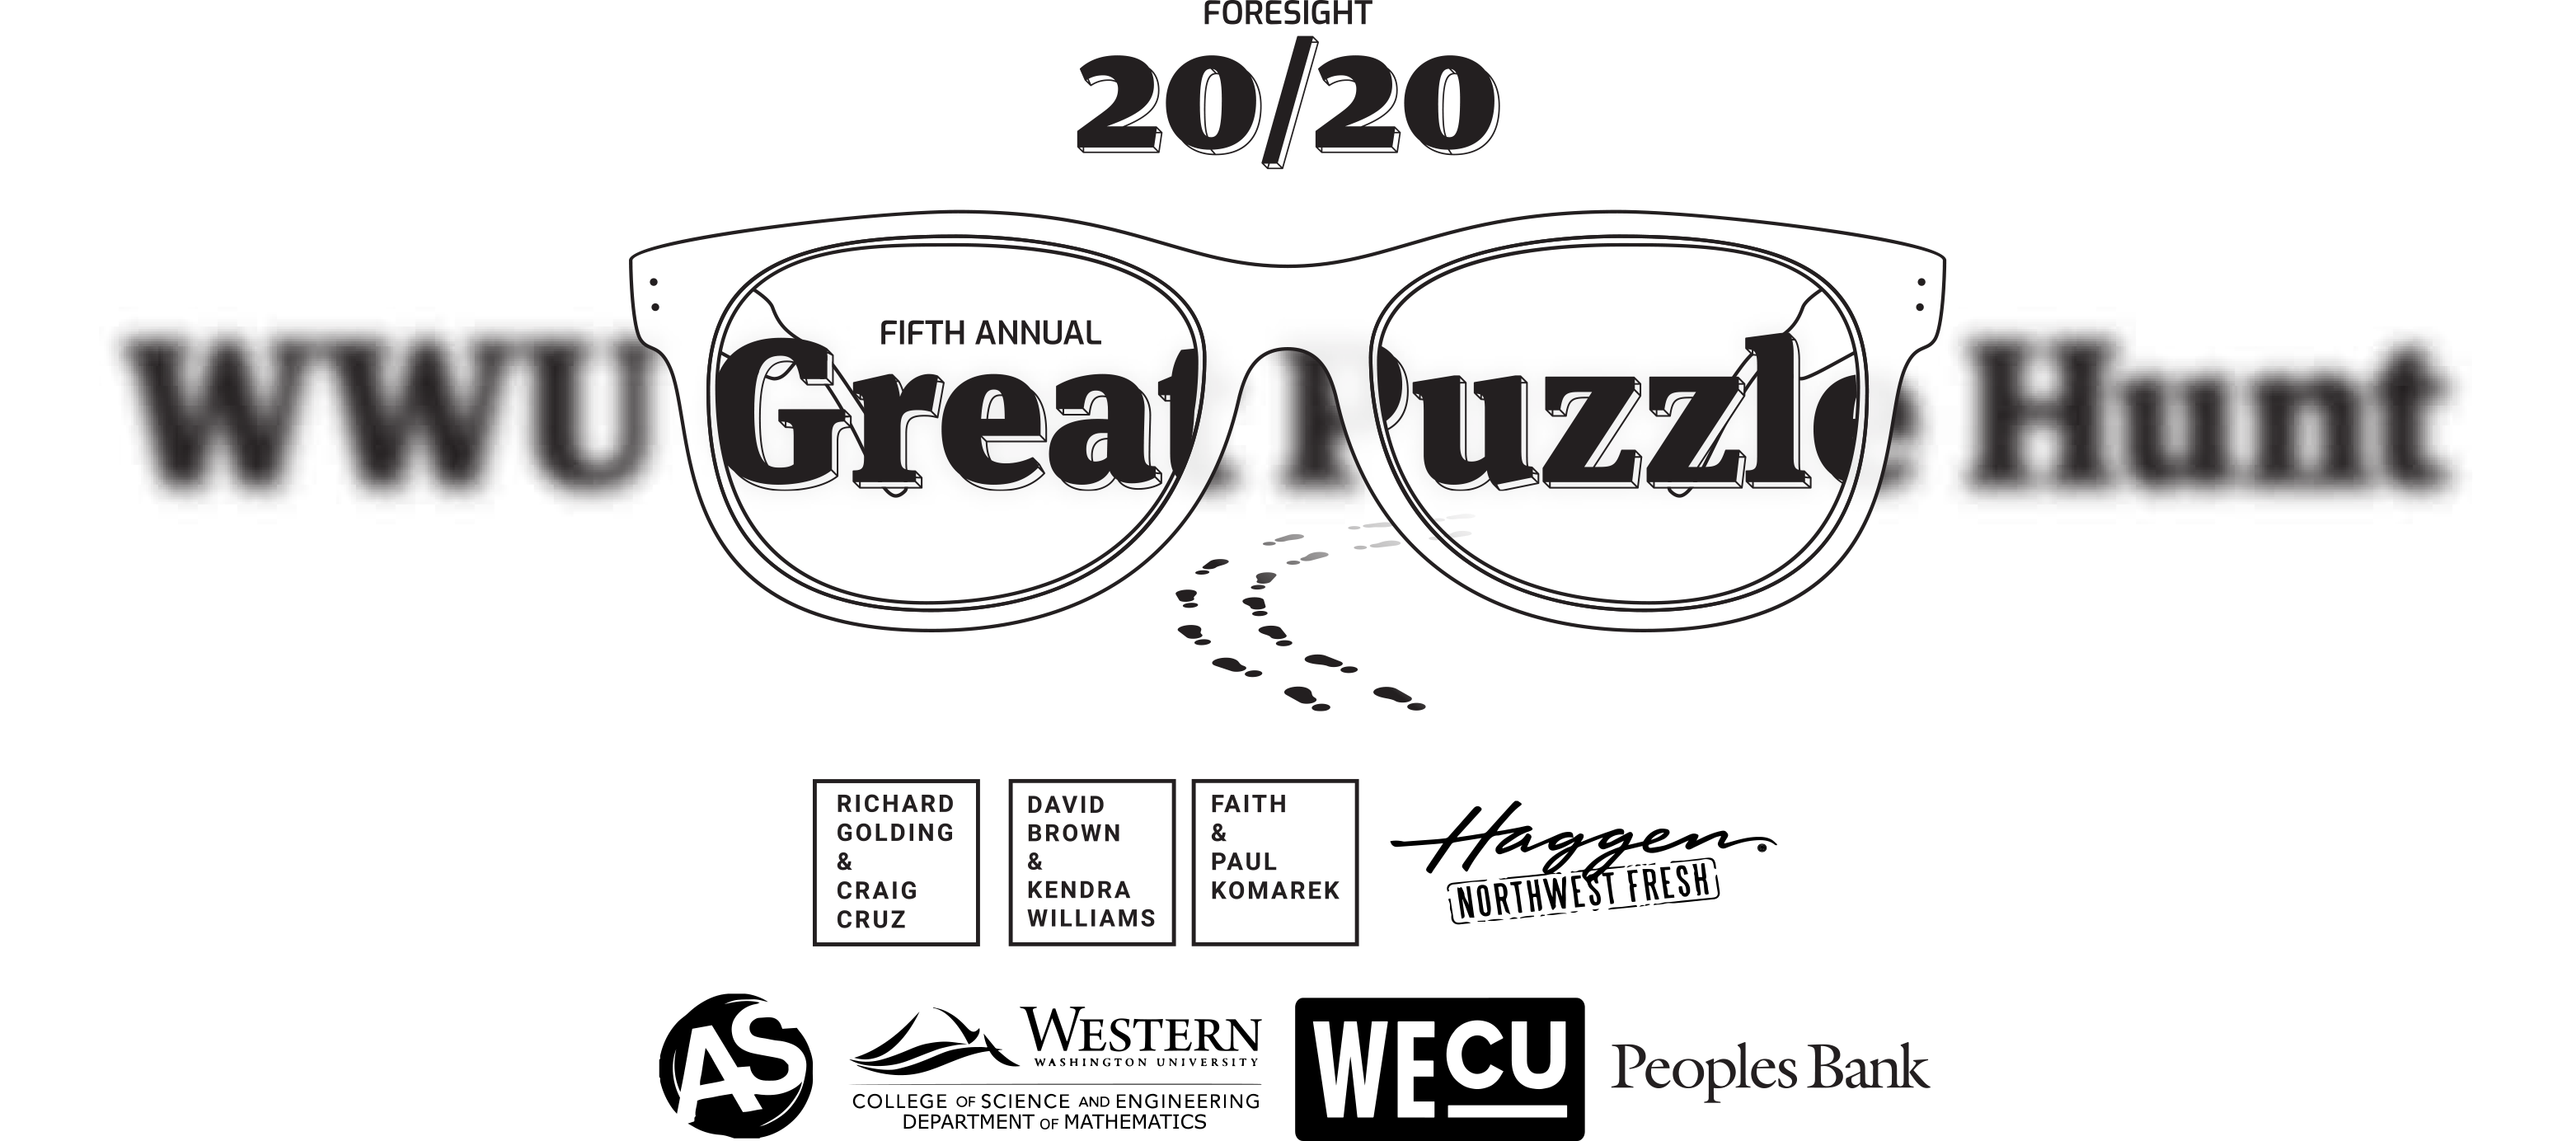 FORESIGHT
20/20
FIFTH ANNUAL
WWU Great Puzzle Hunt
RICHARD
GOLDING
&
CRAIG
CRUZ
DAVID
BROWN
&
KENDRA
WILLIAMS
FAITH
&
PAUL
KOMAREK
Haggen
NORTHWEST FRESH
AS
WESTERN
WASHINGTON UNIVERSITY
COLLEGE OF SCIENCE AND ENGINEERING
DEPARTMENT OF MATHEMATICS
WECU
Peoples Bank